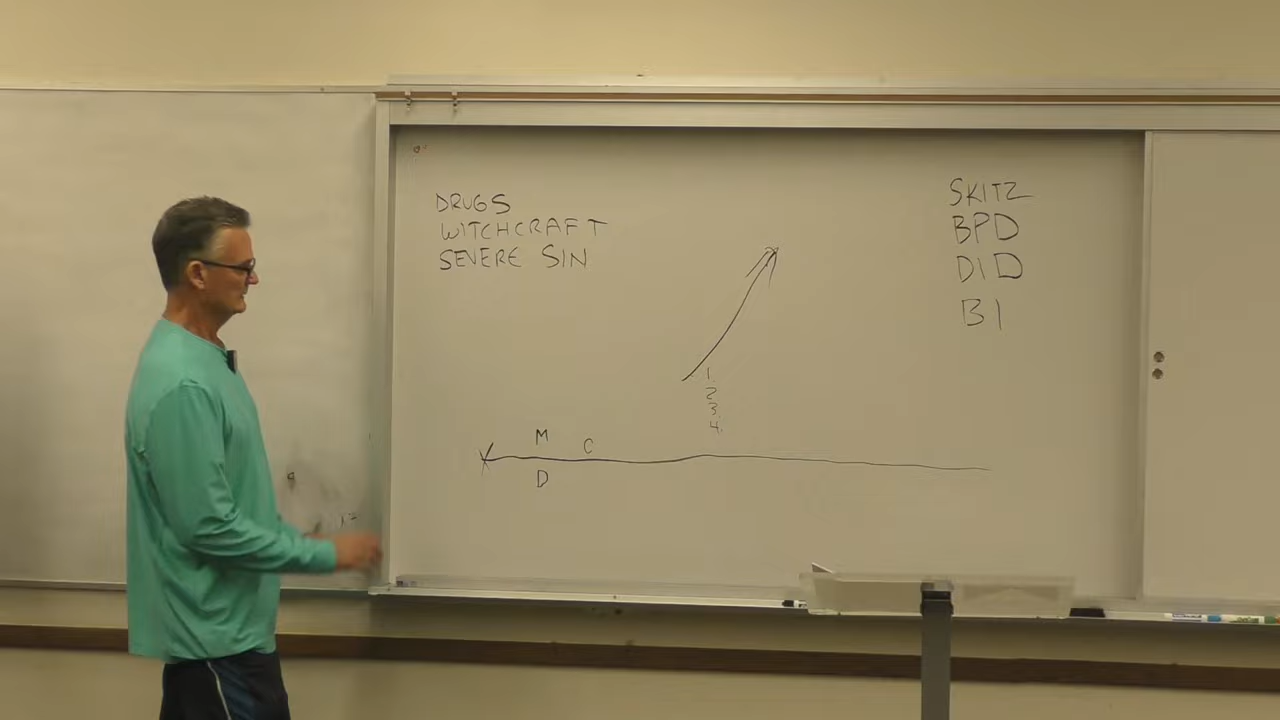 DRUGS
WITCHCRAFT
SEVERE SIN
SKITZ
BPD
DID
BI
1.
2
3.
4.
M
C
D